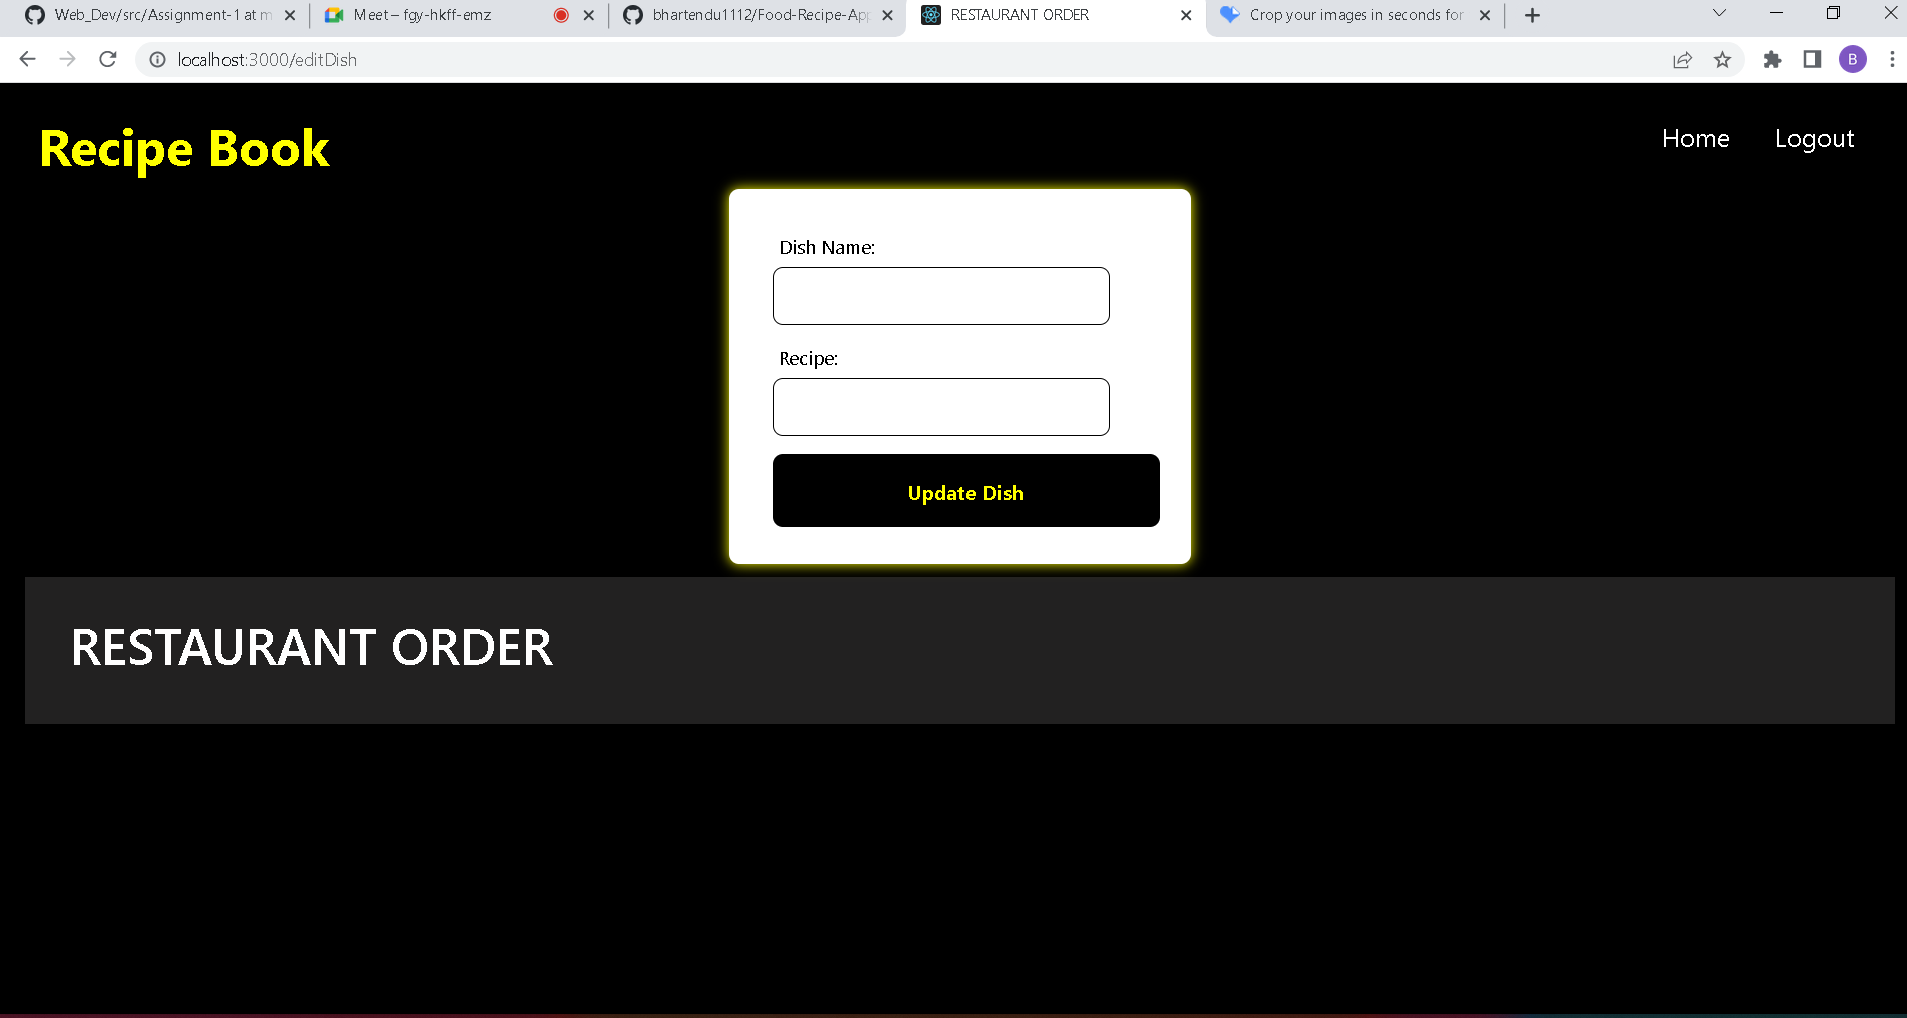 Web_Dev/src/Assignment-1 at m
Meet – fgy-hkff-emz
bhartendu1112/Food-Recipe-App
RESTAURANT ORDER
Crop your images in seconds for
localhost:3000/editDish
B
Recipe Book
Home
Logout
Dish Name:
Recipe:
Update Dish
RESTAURANT ORDER